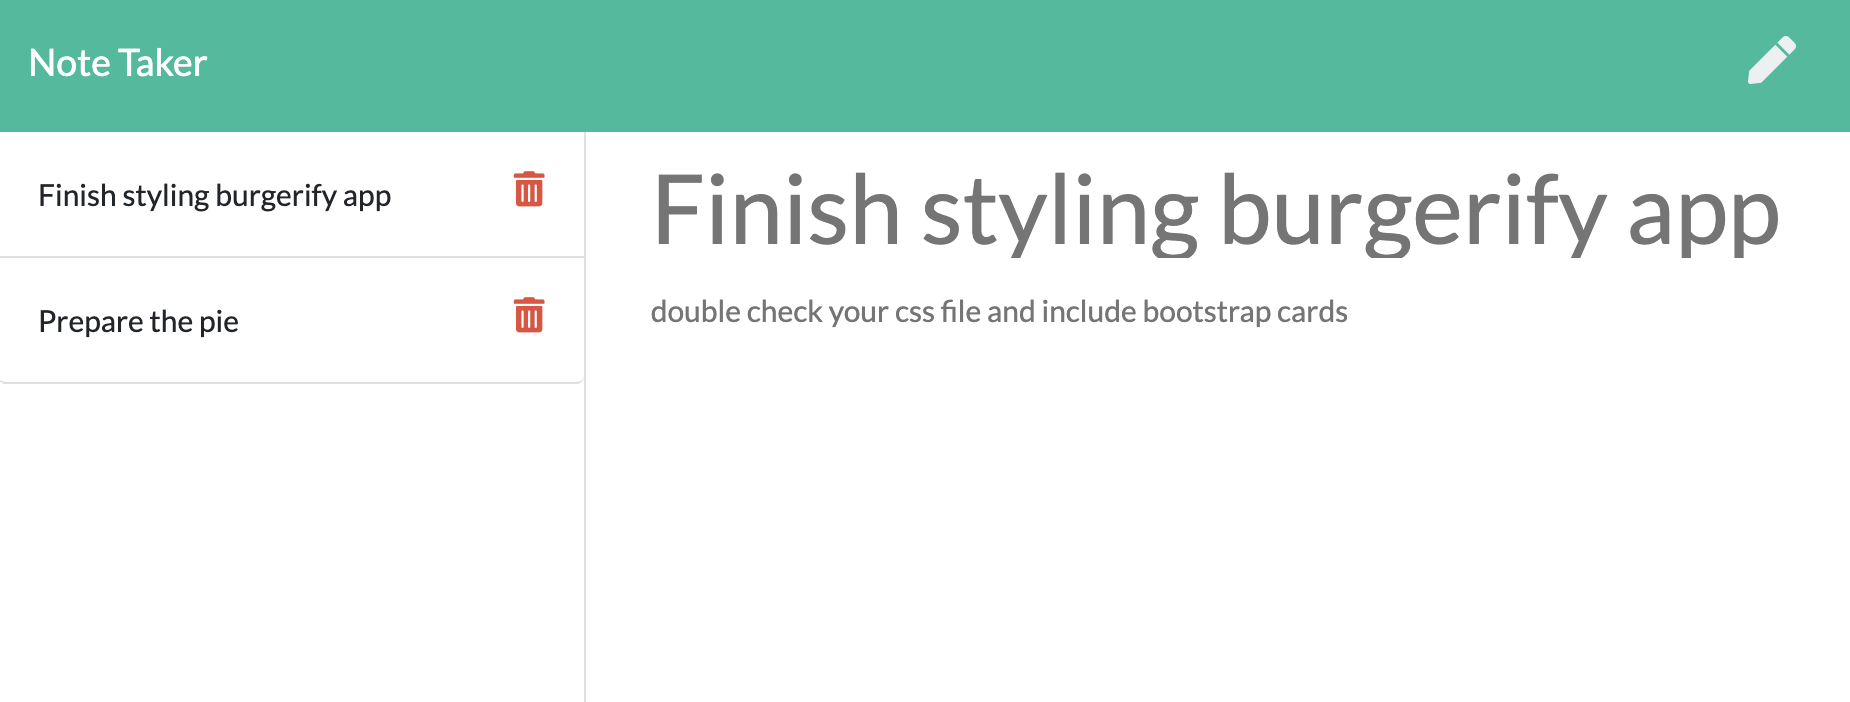 Note Taker
Finish styling burgerify app
Prepare the pie
Finish styling burgerify app
double check your css file and include bootstrap cards